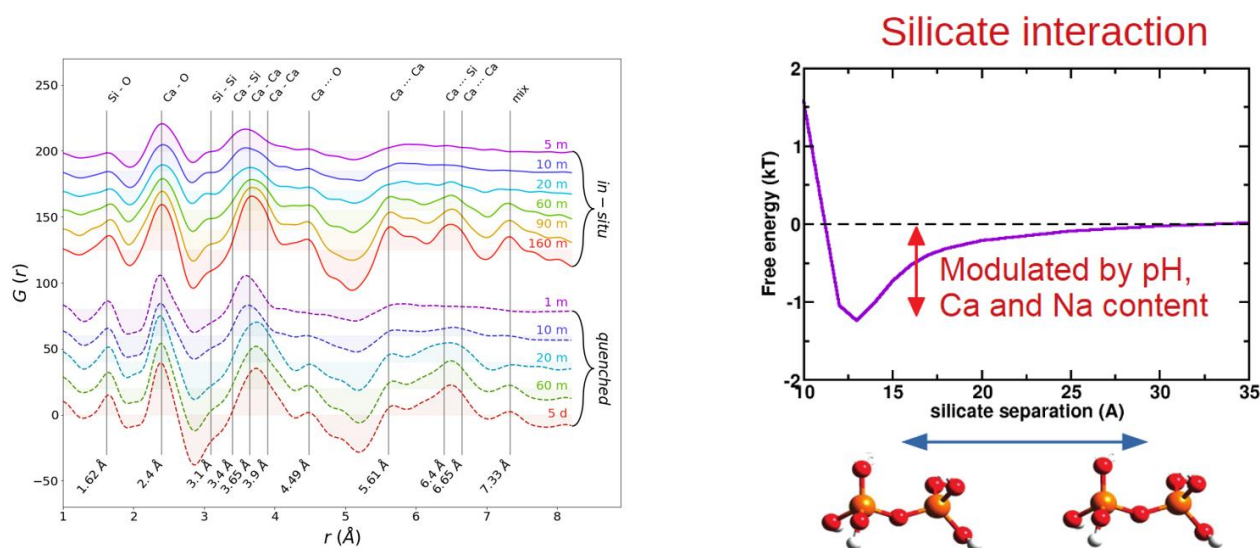 Si - O
Ca - O
Si - Si
Ca - Si
Ca - Ca
Ca - Ca
Ca ... O
Ca ... Ca
Ca ... Si
Ca ... Ca
mix
250
200
150
100
50
0
−50
G (r)
5 m
10 m
20 m
60 m
90 m
160 m
in-situ
1 m
10 m
20 m
60 m
5 d
quenched
1.62 Å
2.4 Å
3.1 Å
3.4 Å
3.65 Å
3.9 Å
4.49 Å
5.61 Å
6.4 Å
6.65 Å
7.33 Å
1 2 3 4 5 6 7 8
r (Å)
Silicate interaction
2
1
0
-1
-2
Free energy (kT)
Modulated by pH,
Ca and Na content
10 15 20 25 30 35
silicate separation (A)